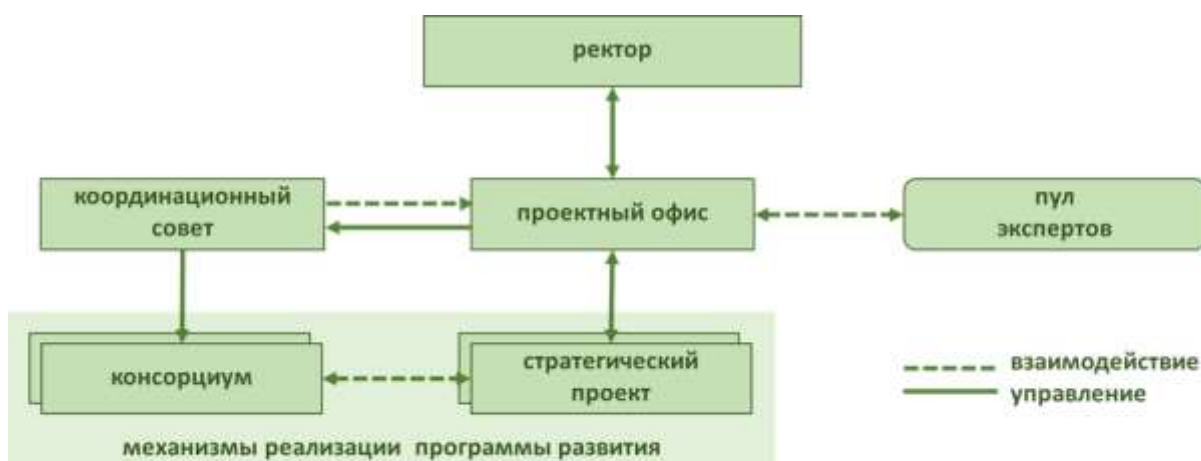 ректор
координационный
совет
проектный офис
пул
экспертов
консорциум
стратегический
проект
взаимодействие
управление
механизмы реализации программы развития